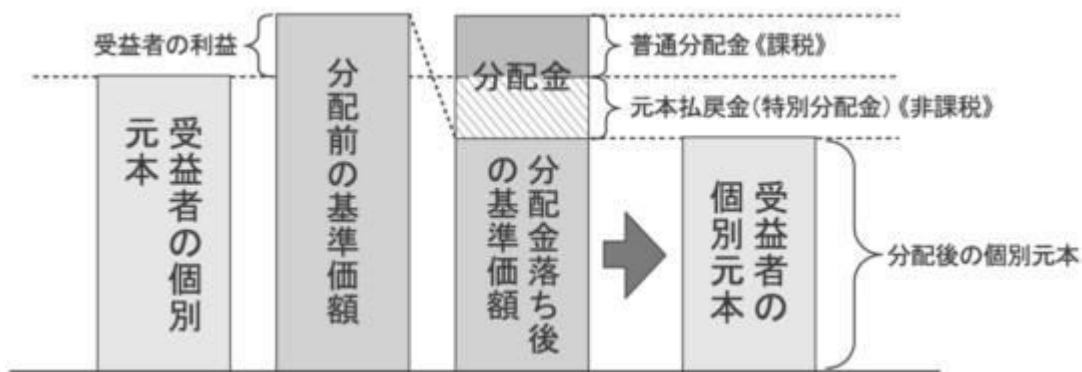 受益者の利益
受益者の個別
元本
分配前の基準価額
分配金
分配金落ち後
の基準価額
普通分配金《課税》
元本払戻金(特別分配金)《非課税》
受益者の
個別元本
分配後の個別元本